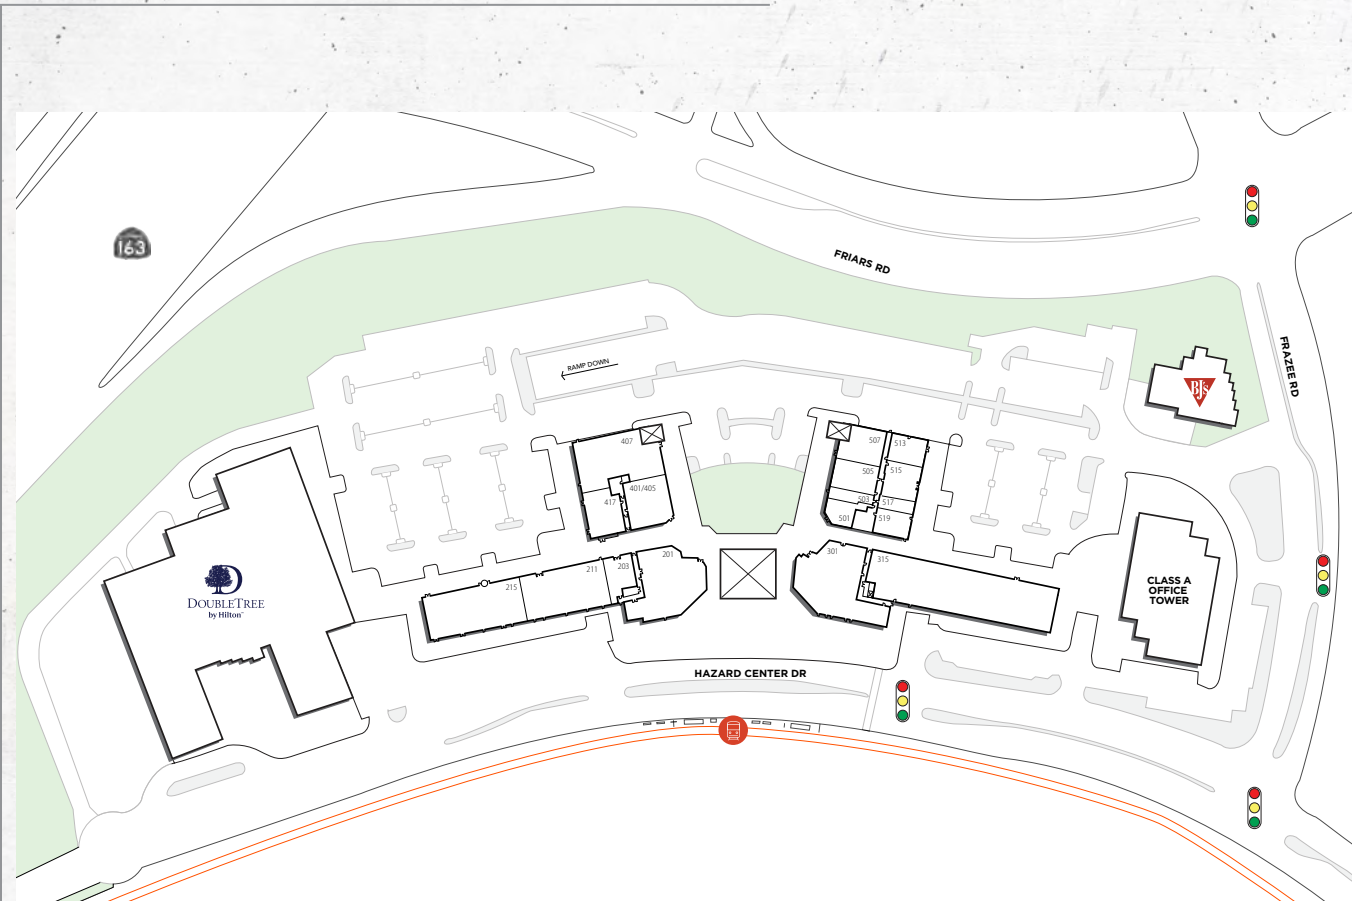 163
FRIARS RD
FRAZEE RD
RAMP DOWN
BJ's
407
401/405
417
507
513
505
515
503
517
501
519
201
203
211
215
301
315
DOUBLETREE
by Hilton™
CLASS A
OFFICE
TOWER
HAZARD CENTER DR